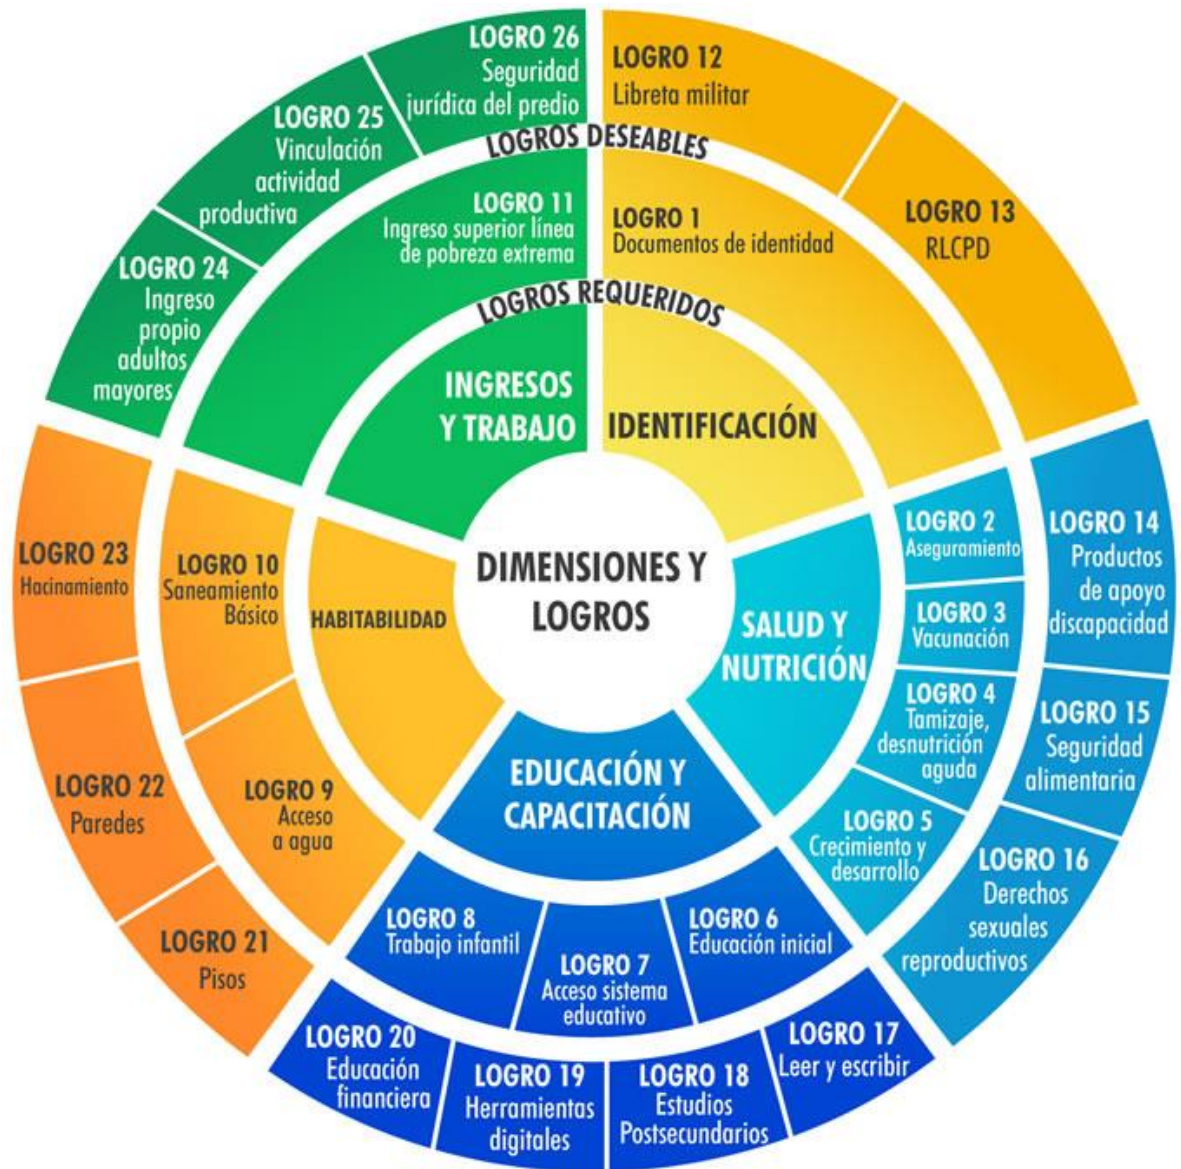 DIMENSIONES Y
LOGROS
LOGROS REQUERIDOS
LOGROS DESEABLES
IDENTIFICACIÓN
LOGRO 1
Documentos de identidad
LOGRO 12
Libreta militar
LOGRO 13
RLCPD
SALUD Y
NUTRICIÓN
LOGRO 2
Aseguramiento
LOGRO 3
Vacunación
LOGRO 4
Tamizaje,
desnutrición
aguda
LOGRO 5
Crecimiento y
desarrollo
LOGRO 14
Productos
de apoyo
discapacidad
LOGRO 15
Seguridad
alimentaria
LOGRO 16
Derechos
sexuales
reproductivos
EDUCACIÓN Y
CAPACITACIÓN
LOGRO 6
Educación inicial
LOGRO 7
Acceso sistema
educativo
LOGRO 8
Trabajo infantil
LOGRO 17
Leer y escribir
LOGRO 18
Estudios
Postsecundarios
LOGRO 19
Herramientas
digitales
LOGRO 20
Educación
financiera
HABITABILIDAD
LOGRO 9
Acceso
a agua
LOGRO 10
Saneamiento
Básico
LOGRO 21
Pisos
LOGRO 22
Paredes
LOGRO 23
Hacinamiento
INGRESOS
Y TRABAJO
LOGRO 11
Ingreso superior línea
de pobreza extrema
LOGRO 24
Ingreso
propio
adultos
mayores
LOGRO 25
Vinculación
actividad
productiva
LOGRO 26
Seguridad
jurídica del predio